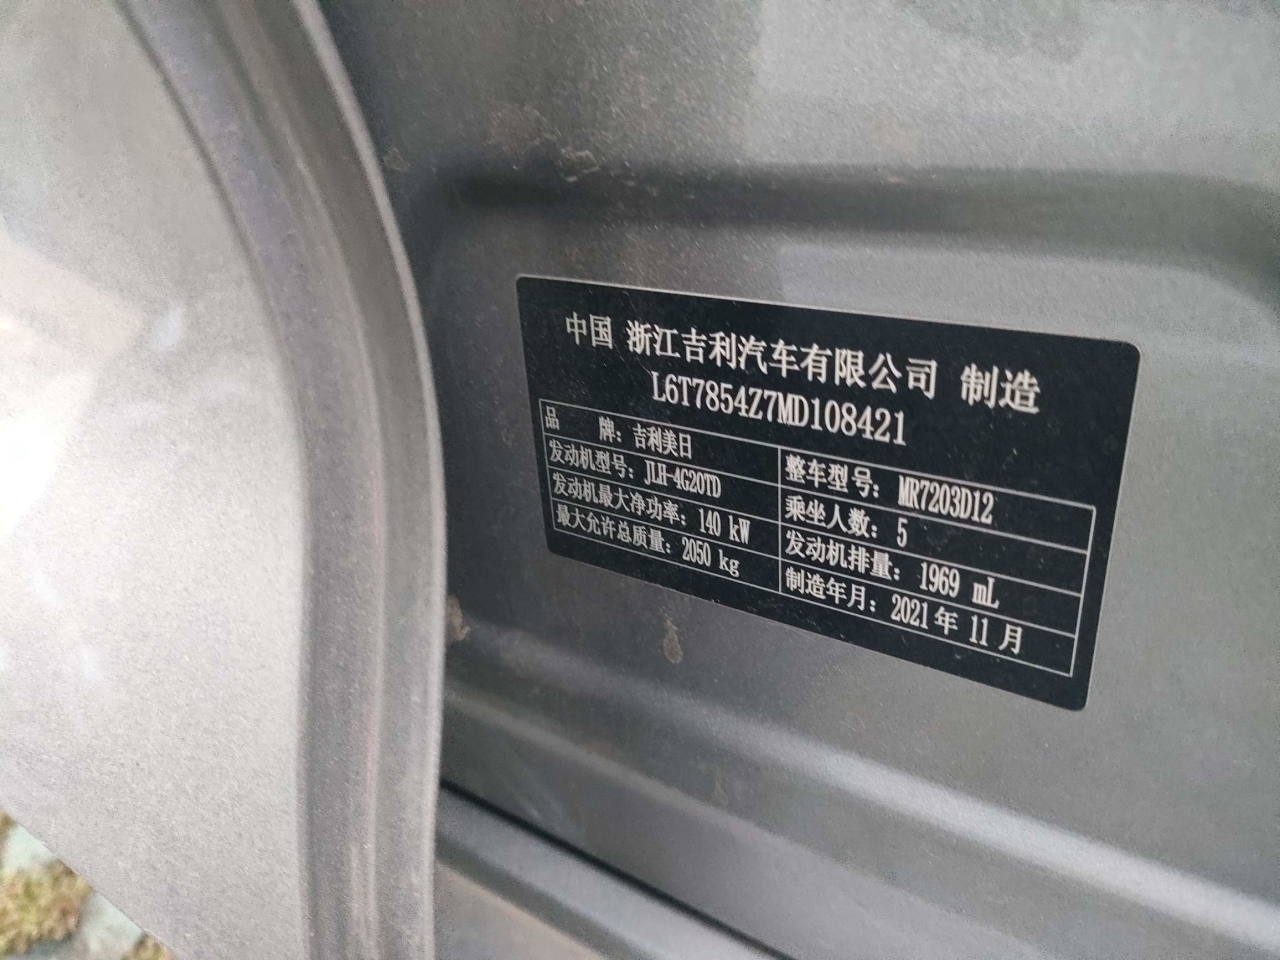 中国 浙江吉利汽车有限公司 制造
L6T7854Z7MD108421
品 牌：吉利美日
整车型号：MR7203D12
发动机型号：JLH-4G20TD
乘坐人数：5
发动机最大净功率：140 kW
发动机排量：1969 mL
最大允许总质量：2050 kg
制造年月：2021年 11 月